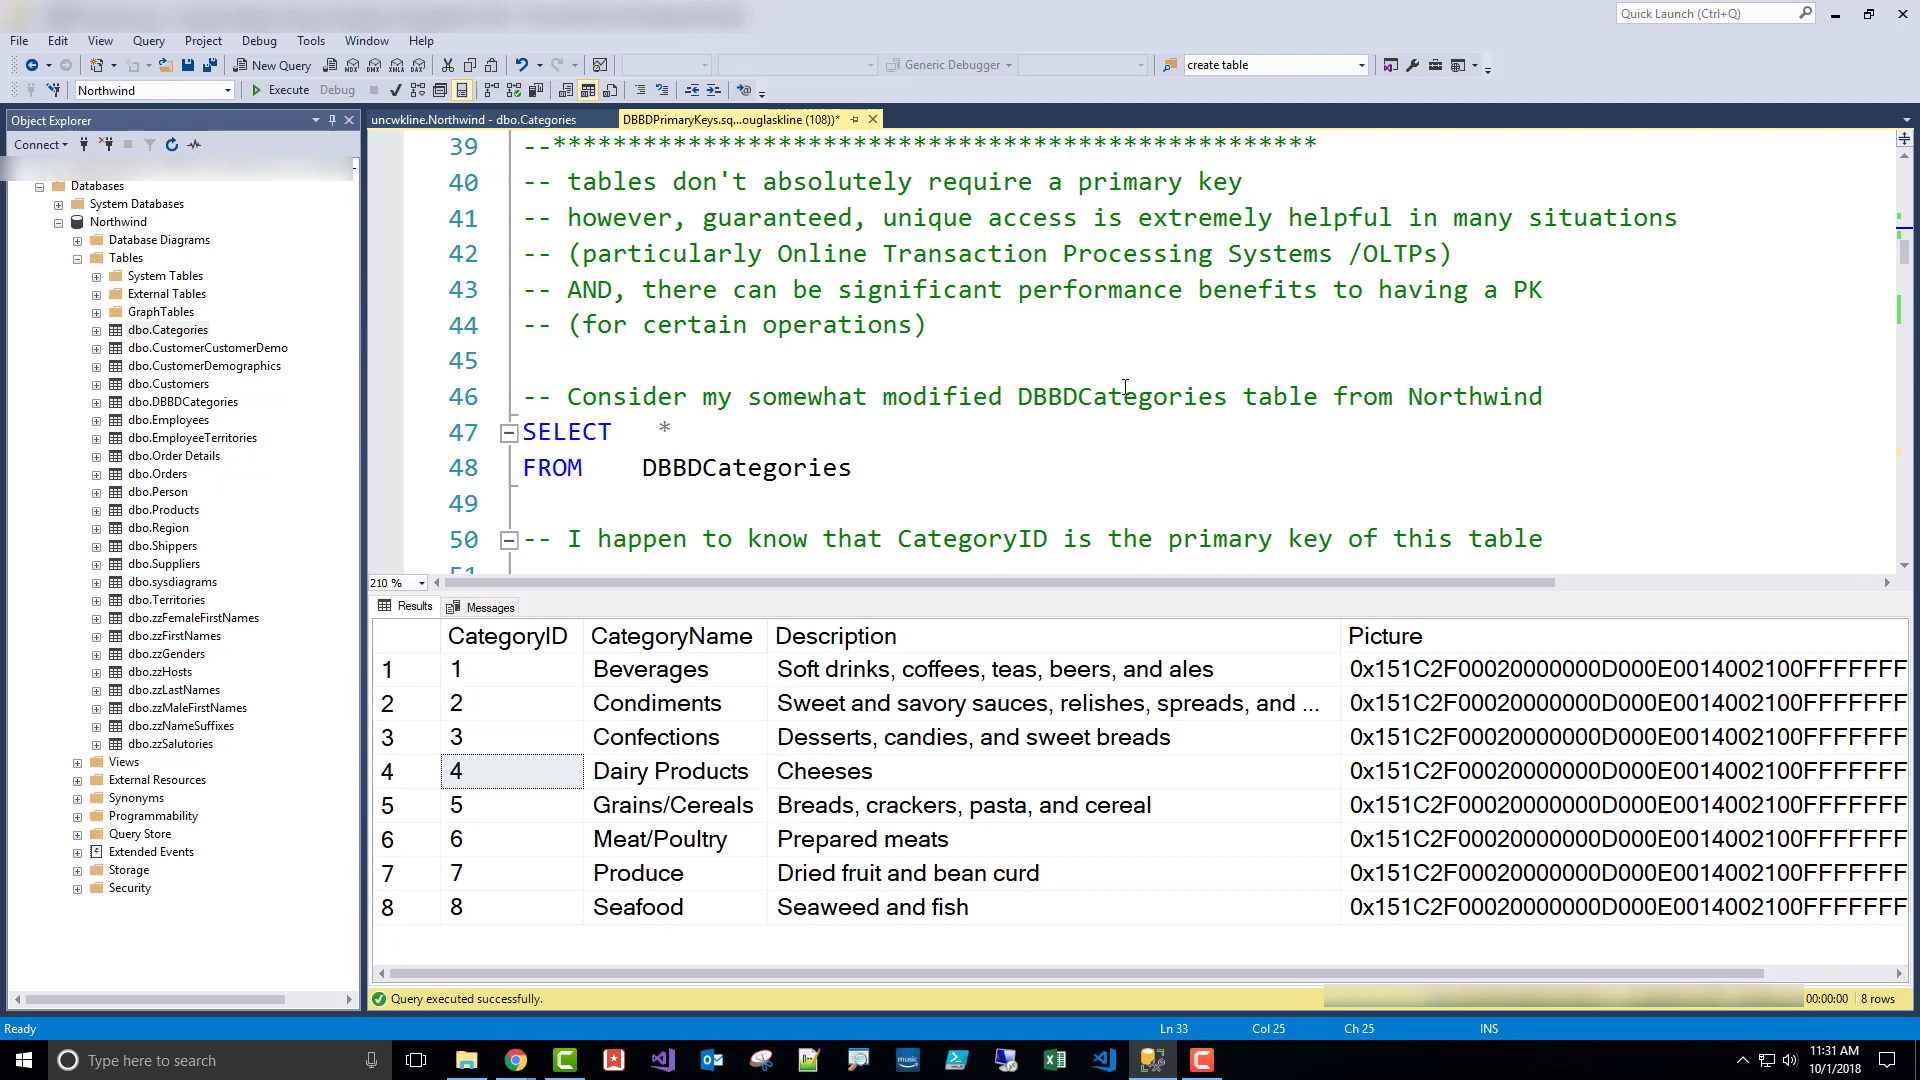 Quick Launch (Ctrl+Q)
File Edit View Query Project Debug Tools Window Help
New Query MDX DMX XMLA DAX Generic Debugger create table
Northwind Execute Debug
Object Explorer
uncwkline.Northwind - dbo.Categories
DBBDPrimaryKeys.sq...ouglaskline (108))*
Connect
Databases
System Databases
Northwind
Database Diagrams
Tables
System Tables
External Tables
GraphTables
dbo.Categories
dbo.CustomerCustomerDemo
dbo.CustomerDemographics
dbo.Customers
dbo.DBBDCategories
dbo.Employees
dbo.EmployeeTerritories
dbo.Order Details
dbo.Orders
dbo.Person
dbo.Products
dbo.Region
dbo.Shippers
dbo.Suppliers
dbo.sysdiagrams
dbo.Territories
dbo.zzFemaleFirstNames
dbo.zzFirstNames
dbo.zzGenders
dbo.zzHosts
dbo.zzLastNames
dbo.zzMaleFirstNames
dbo.zzNameSuffixes
dbo.zzSalutories
Views
External Resources
Synonyms
Programmability
Query Store
Extended Events
Storage
Security
39 --***************************************************
40 -- tables don't absolutely require a primary key
41 -- however, guaranteed, unique access is extremely helpful in many situations
42 -- (particularly Online Transaction Processing Systems /OLTPs)
43 -- AND, there can be significant performance benefits to having a PK
44 -- (for certain operations)
45
46 -- Consider my somewhat modified DBBDCategories table from Northwind
47 SELECT *
48 FROM DBBDCategories
49
50 -- I happen to know that CategoryID is the primary key of this table
51
210 %
Results Messages
CategoryID CategoryName Description Picture
1 1 Beverages Soft drinks, coffees, teas, beers, and ales 0x151C2F00020000000D000E0014002100FFFFFFF
2 2 Condiments Sweet and savory sauces, relishes, spreads, and ... 0x151C2F00020000000D000E0014002100FFFFFFF
3 3 Confections Desserts, candies, and sweet breads 0x151C2F00020000000D000E0014002100FFFFFFF
4 4 Dairy Products Cheeses 0x151C2F00020000000D000E0014002100FFFFFFF
5 5 Grains/Cereals Breads, crackers, pasta, and cereal 0x151C2F00020000000D000E0014002100FFFFFFF
6 6 Meat/Poultry Prepared meats 0x151C2F00020000000D000E0014002100FFFFFFF
7 7 Produce Dried fruit and bean curd 0x151C2F00020000000D000E0014002100FFFFFFF
8 8 Seafood Seaweed and fish 0x151C2F00020000000D000E0014002100FFFFFFF
Query executed successfully. 00:00:00 8 rows
Ready Ln 33 Col 25 Ch 25 INS
Type here to search
music
11:31 AM
10/1/2018